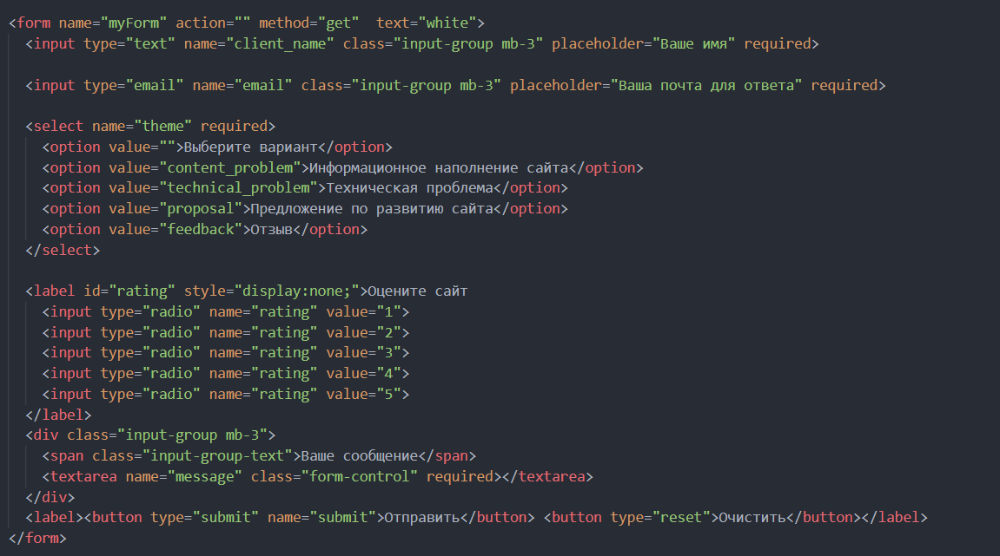 <form name="myForm" action="" method="get"  text="white">
<input type="text" name="client_name" class="input-group mb-3" placeholder="Ваше имя" required>
<input type="email" name="email" class="input-group mb-3" placeholder="Ваша почта для ответа" required>
<select name="theme" required>
<option value="">Выберите вариант</option>
<option value="content_problem">Информационное наполнение сайта</option>
<option value="technical_problem">Техническая проблема</option>
<option value="proposal">Предложение по развитию сайта</option>
<option value="feedback">Отзыв</option>
</select>
<label id="rating" style="display:none;">Оцените сайт
<input type="radio" name="rating" value="1">
<input type="radio" name="rating" value="2">
<input type="radio" name="rating" value="3">
<input type="radio" name="rating" value="4">
<input type="radio" name="rating" value="5">
</label>
<div class="input-group mb-3">
<span class="input-group-text">Ваше сообщение</span>
<textarea name="message" class="form-control" required></textarea>
</div>
<label><button type="submit" name="submit">Отправить</button> <button type="reset">Очистить</button></label>
</form>